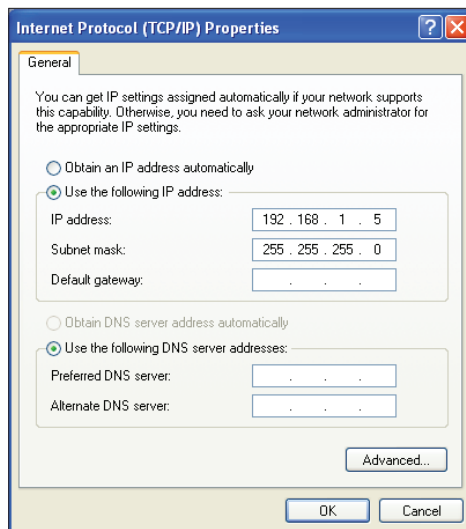 Internet Protocol (TCP/IP) Properties
General
You can get IP settings assigned automatically if your network supports
this capability. Otherwise, you need to ask your network administrator for
the appropriate IP settings.
Obtain an IP address automatically
Use the following IP address:
IP address: 192 . 168 . 1 . 5
Subnet mask: 255 . 255 . 255 . 0
Default gateway: . . .
Obtain DNS server address automatically
Use the following DNS server addresses:
Preferred DNS server: . . .
Alternate DNS server: . . .
Advanced...
OK Cancel